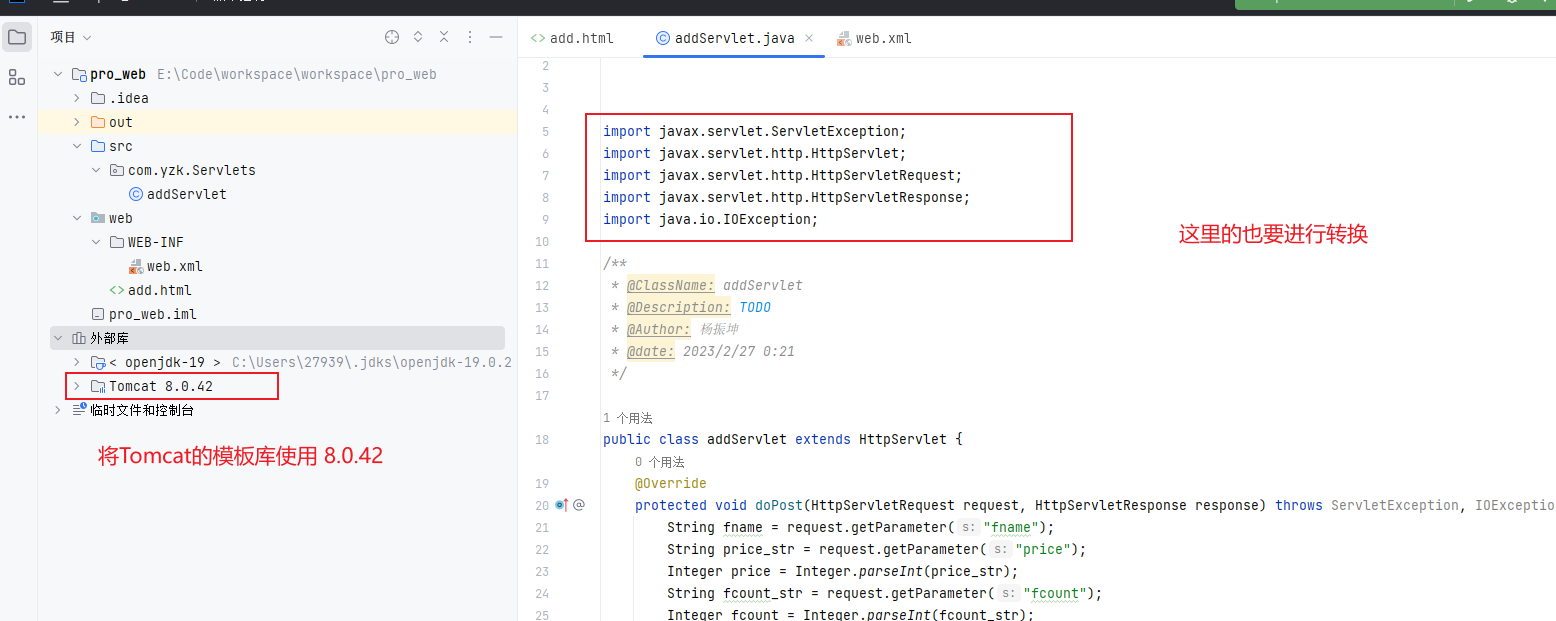 项目
pro_web E:\Code\workspace\workspace\pro_web
.idea
out
src
com.yzk.Servlets
addServlet
web
WEB-INF
web.xml
add.html
pro_web.iml
外部库
< openjdk-19 > C:\Users\27939\.jdks\openjdk-19.0.2
Tomcat 8.0.42
临时文件和控制台
将Tomcat的模板库使用 8.0.42
add.html addServlet.java web.xml
2
3
4
5 import javax.servlet.ServletException;
6 import javax.servlet.http.HttpServlet;
7 import javax.servlet.http.HttpServletRequest;
8 import javax.servlet.http.HttpServletResponse;
9 import java.io.IOException;
这里的也要进行转换
10
11 /**
12 * @ClassName: addServlet
13 * @Description: TODO
14 * @Author: 杨振坤
15 * @date: 2023/2/27 0:21
16 */
17
1 个用法
18 public class addServlet extends HttpServlet {
0 个用法
19 @Override
20 protected void doPost(HttpServletRequest request, HttpServletResponse response) throws ServletException, IOExceptio
21 String fname = request.getParameter( s: "fname");
22 String price_str = request.getParameter( s: "price");
23 Integer price = Integer.parseInt(price_str);
24 String fcount_str = request.getParameter( s: "fcount");
25 Integer fcount = Integer.parseInt(fcount_str);